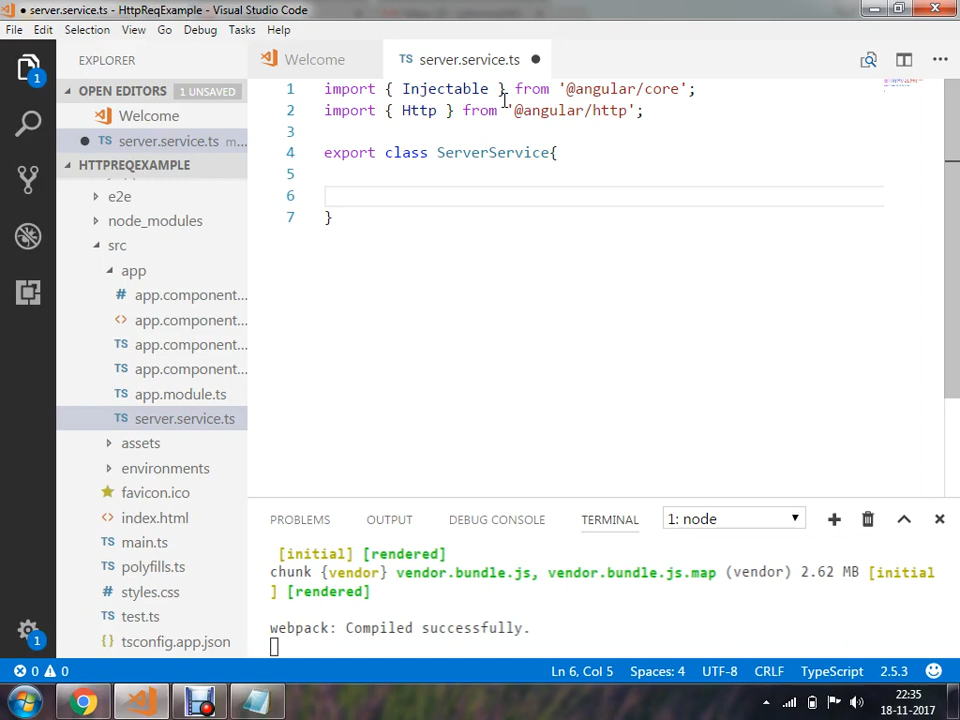 ● server.service.ts - HttpReqExample - Visual Studio Code
File Edit Selection View Go Debug Tasks Help
EXPLORER
Welcome
TS server.service.ts ●
OPEN EDITORS 1 UNSAVED
Welcome
● TS server.service.ts m...
HTTPREQEXAMPLE
e2e
node_modules
src
app
# app.component...
<> app.component...
TS app.component...
TS app.component...
TS app.module.ts
TS server.service.ts
assets
environments
favicon.ico
<> index.html
TS main.ts
TS polyfills.ts
styles.css
TS test.ts
{} tsconfig.app.json
1
1
1 import { Injectable } from '@angular/core';
2 import { Http } from '@angular/http';
3
4 export class ServerService{
5
6
7 }
PROBLEMS OUTPUT DEBUG CONSOLE TERMINAL 1: node
[initial] [rendered]
chunk {vendor} vendor.bundle.js, vendor.bundle.js.map (vendor) 2.62 MB [initial
] [rendered]
webpack: Compiled successfully.
0 0 Ln 6, Col 5 Spaces: 4 UTF-8 CRLF TypeScript 2.5.3
22:35
18-11-2017